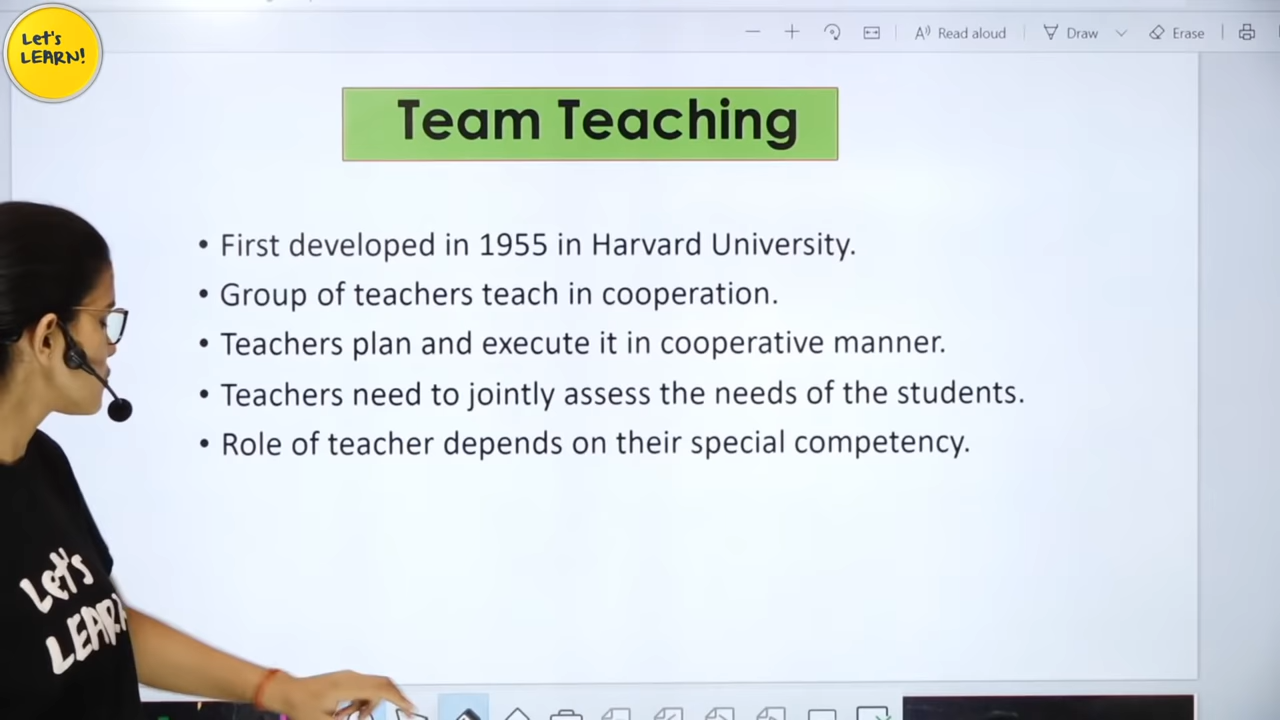 Let's
LEARN!
Read aloud
Draw
Erase
Team Teaching
• First developed in 1955 in Harvard University.
• Group of teachers teach in cooperation.
• Teachers plan and execute it in cooperative manner.
• Teachers need to jointly assess the needs of the students.
• Role of teacher depends on their special competency.
Let's
LEARN